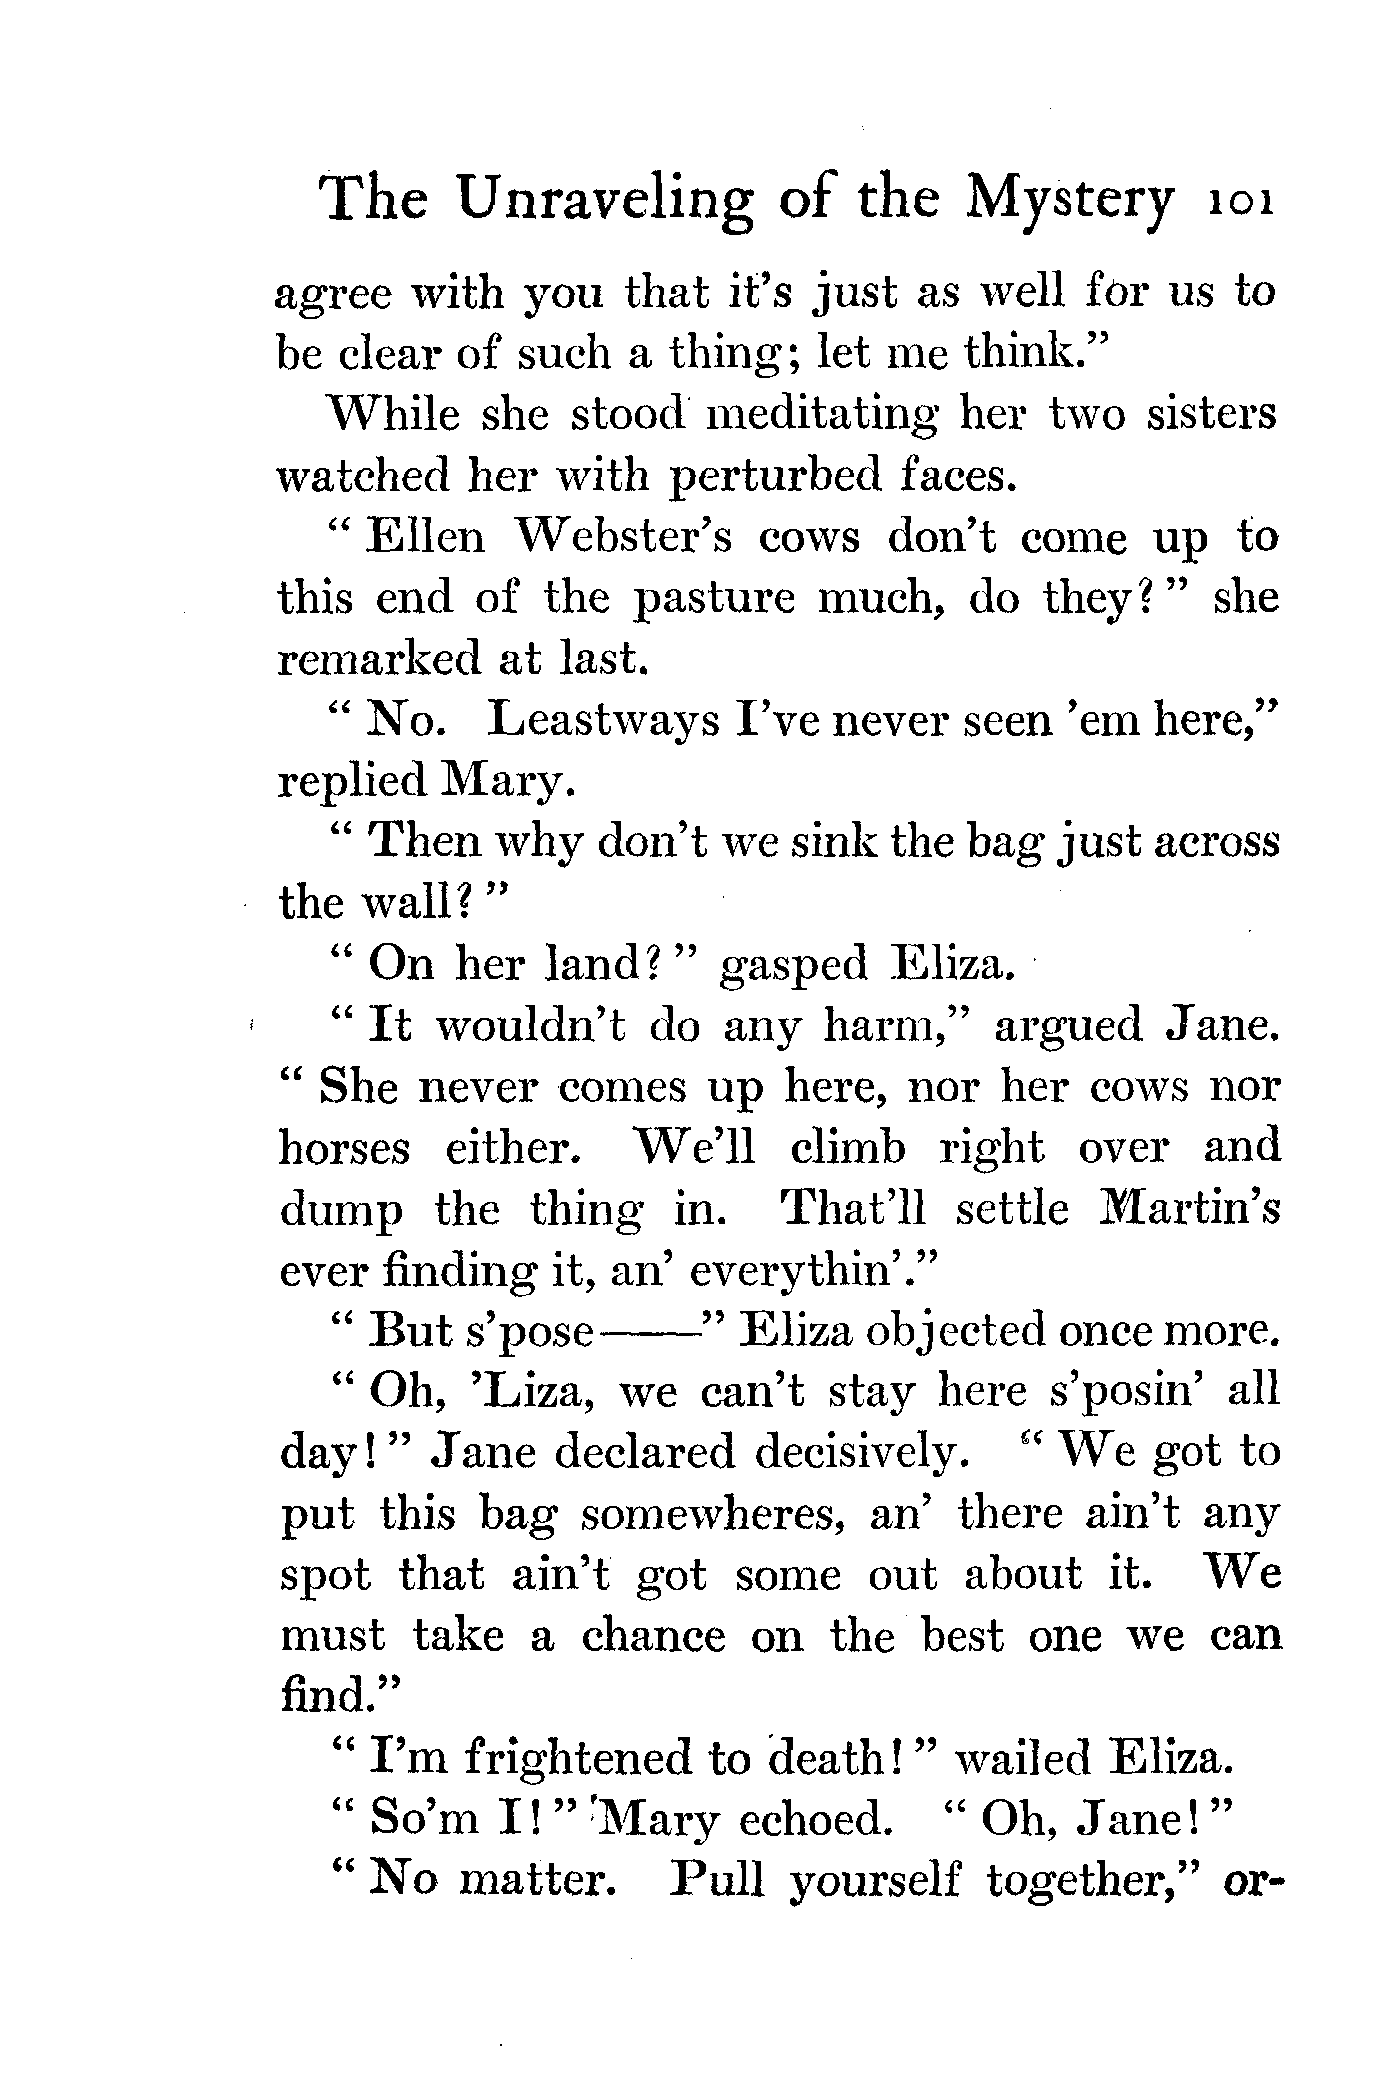 The Unraveling of the Mystery 101
agree with you that it's just as well for us to
be clear of such a thing; let me think."
While she stood meditating her two sisters
watched her with perturbed faces.
" Ellen Webster's cows don't come up to
this end of the pasture much, do they? " she
remarked at last.
" No. Leastways I've never seen 'em here,"
replied Mary.
" Then why don't we sink the bag just across
the wall? "
" On her land? " gasped Eliza.
" It wouldn't do any harm," argued Jane.
" She never comes up here, nor her cows nor
horses either. We'll climb right over and
dump the thing in. That'll settle Martin's
ever finding it, an' everythin'."
" But s'pose——" Eliza objected once more.
" Oh, 'Liza, we can't stay here s'posin' all
day! " Jane declared decisively. " We got to
put this bag somewheres, an' there ain't any
spot that ain't got some out about it. We
must take a chance on the best one we can
find."
" I'm frightened to death! " wailed Eliza.
" So'm I! " Mary echoed. " Oh, Jane! "
" No matter. Pull yourself together," or-